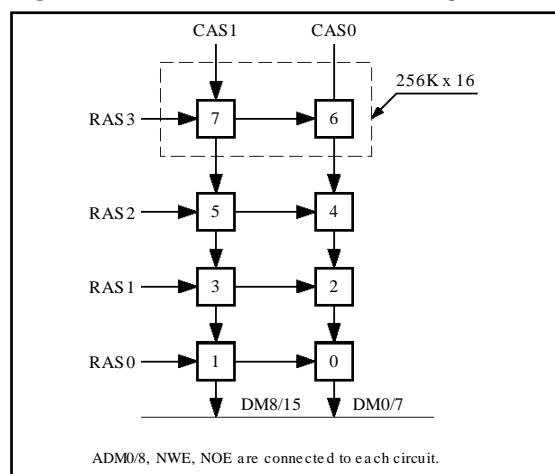 CAS1 CAS0
256K x 16
RAS3 7 6
RAS2 5 4
RAS1 3 2
RAS0 1 0
DM8/15 DM0/7
ADM0/8, NWE, NOE are connected to each circuit.